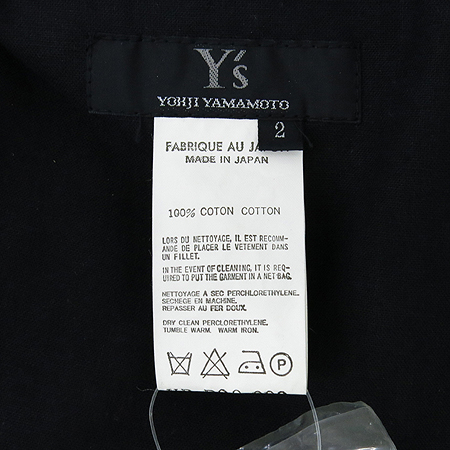 Y's
YOHJI YAMAMOTO
2
FABRIQUE AU JAPON
MADE IN JAPAN
100% COTON COTTON
LORS DU NETTOYAGE, IL EST RECOMM-
ANDE DE PLACER LE VETEMENT DANS
UN FILLET.
IN THE EVENT OF CLEANING, IT IS REQ-
UIRED TO PUT THE GARMENT IN A NET BAG.
NETTOYAGE A SEC PERCHLORETHYLENE.
SECHEGE EN MACHINE.
REPASSER AU FER DOUX.
DRY CLEAN PERCLORETHYLENE.
TUMBLE WARM. WARM IRON.
P